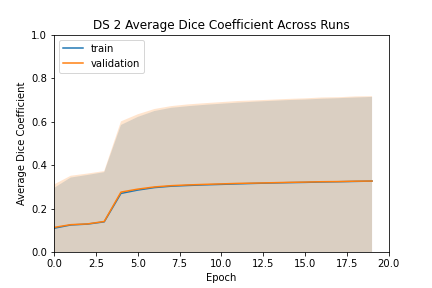 DS 2 Average Dice Coefficient Across Runs
1.0
0.8
0.6
0.4
0.2
0.0
Average Dice Coefficient
train
validation
0.0 2.5 5.0 7.5 10.0 12.5 15.0 17.5 20.0
Epoch